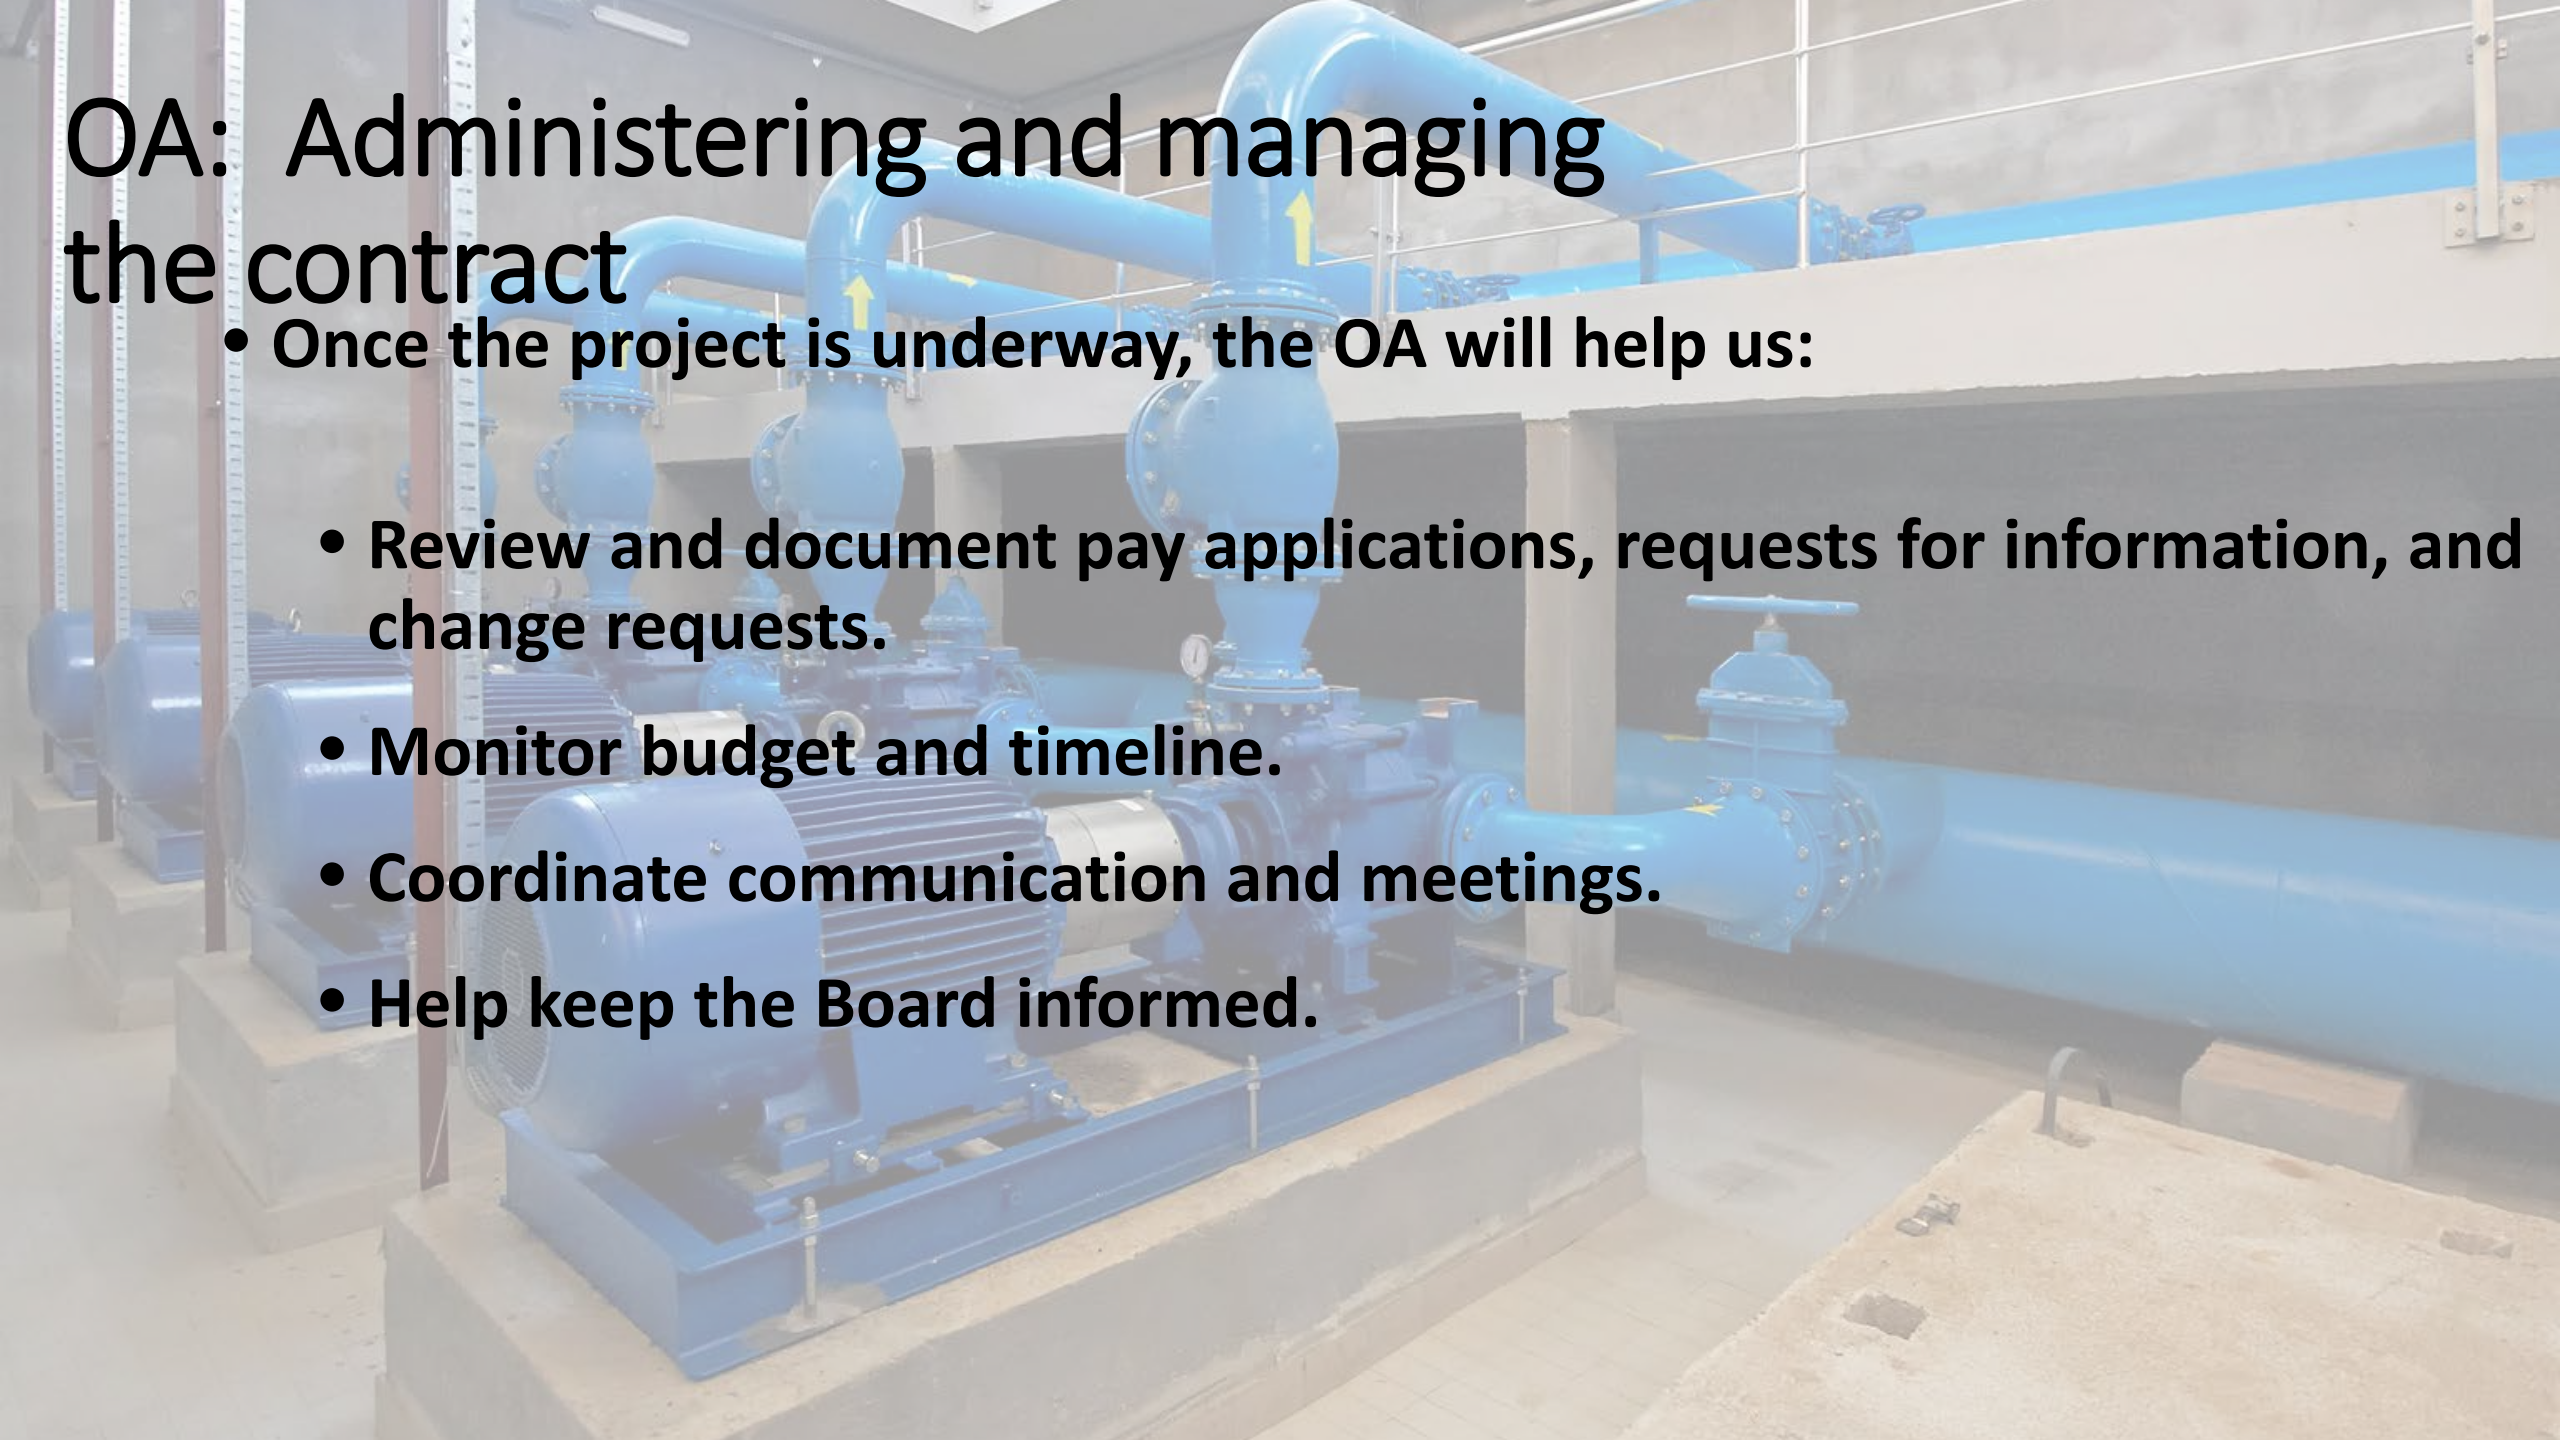 OA:  Administering and managing
the contract
• Once the project is underway, the OA will help us:
• Review and document pay applications, requests for information, and
change requests.
• Monitor budget and timeline.
• Coordinate communication and meetings.
• Help keep the Board informed.